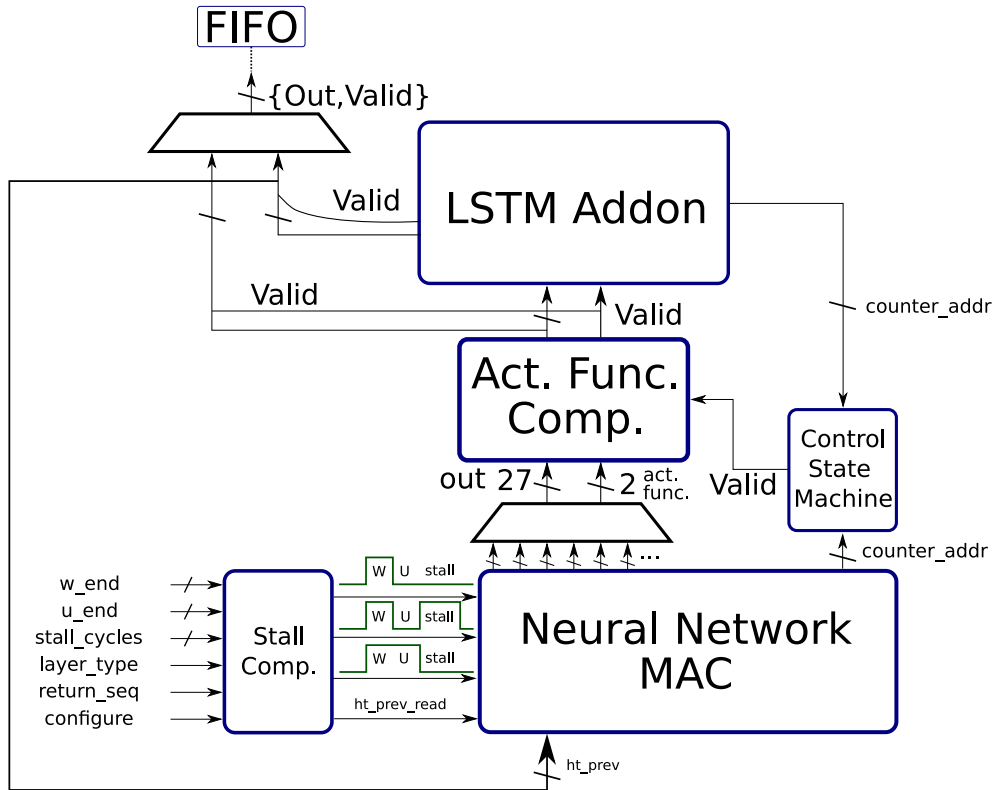 FIFO
{Out,Valid}
Valid
LSTM Addon
Valid
Valid
counter_addr
Act. Func.
Comp.
Control
State
Machine
Valid
out 27
2 act.
func.
...
counter_addr
w_end
u_end
stall_cycles
layer_type
return_seq
configure
Stall
Comp.
W U stall
W U stall
W U stall
ht_prev_read
Neural Network
MAC
ht_prev